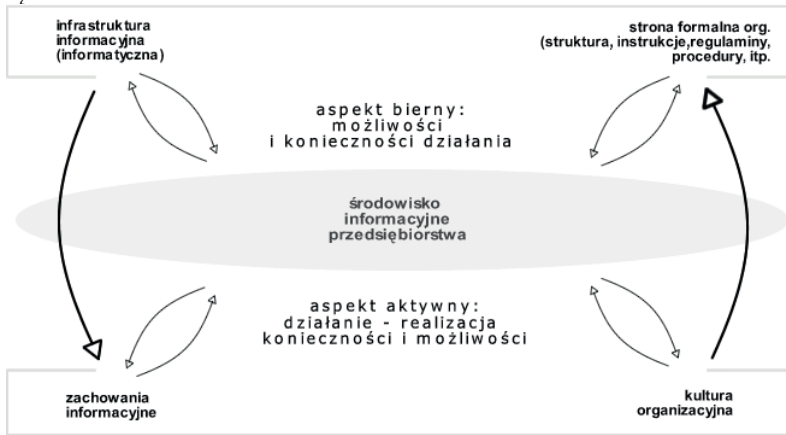 infrastruktura
informacyjna
(informatyczna)
strona formalna org.
(struktura, instrukcje,regulaminy,
procedury, itp.
aspekt bierny:
możliwości
i konieczności działania
środowisko
informacyjne
przedsiębiorstwa
aspekt aktywny:
działanie - realizacja
konieczności i możliwości
zachowania
informacyjne
kultura
organizacyjna